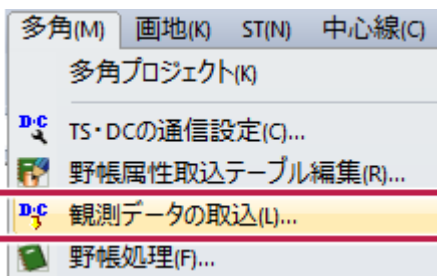 多角(M) 画地(K) ST(N) 中心線(C)
多角プロジェクト(K)
D·C TS・DCの通信設定(C)...
野帳属性取込テーブル編集(R)...
D·C 観測データの取込(L)...
野帳処理(F)...